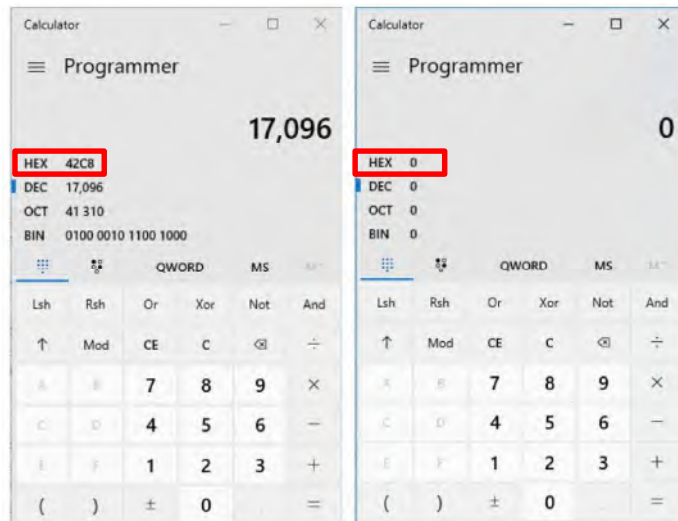 Calculator
Programmer
17,096
HEX 42C8
DEC 17,096
OCT 41 310
BIN 0100 0010 1100 1000
QWORD MS
Lsh Rsh Or Xor Not And
↑ Mod CE C ÷
A B 7 8 9 ×
C D 4 5 6 −
E F 1 2 3 +
( ) ± 0 . =
Calculator
Programmer
0
HEX 0
DEC 0
OCT 0
BIN 0
QWORD MS
Lsh Rsh Or Xor Not And
↑ Mod CE C ÷
A B 7 8 9 ×
C D 4 5 6 −
E F 1 2 3 +
( ) ± 0 . =